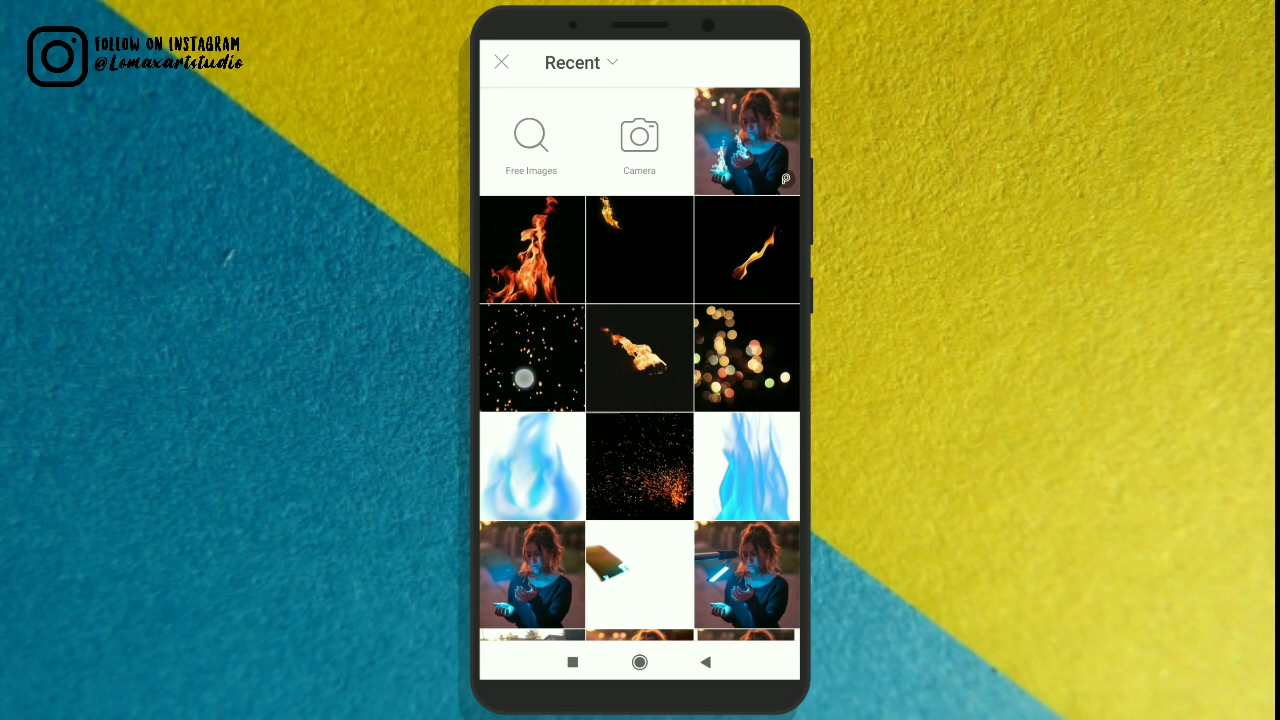 FOLLOW ON INSTAGRAM
@Lomaxartstudio
Recent
Free Images
Camera